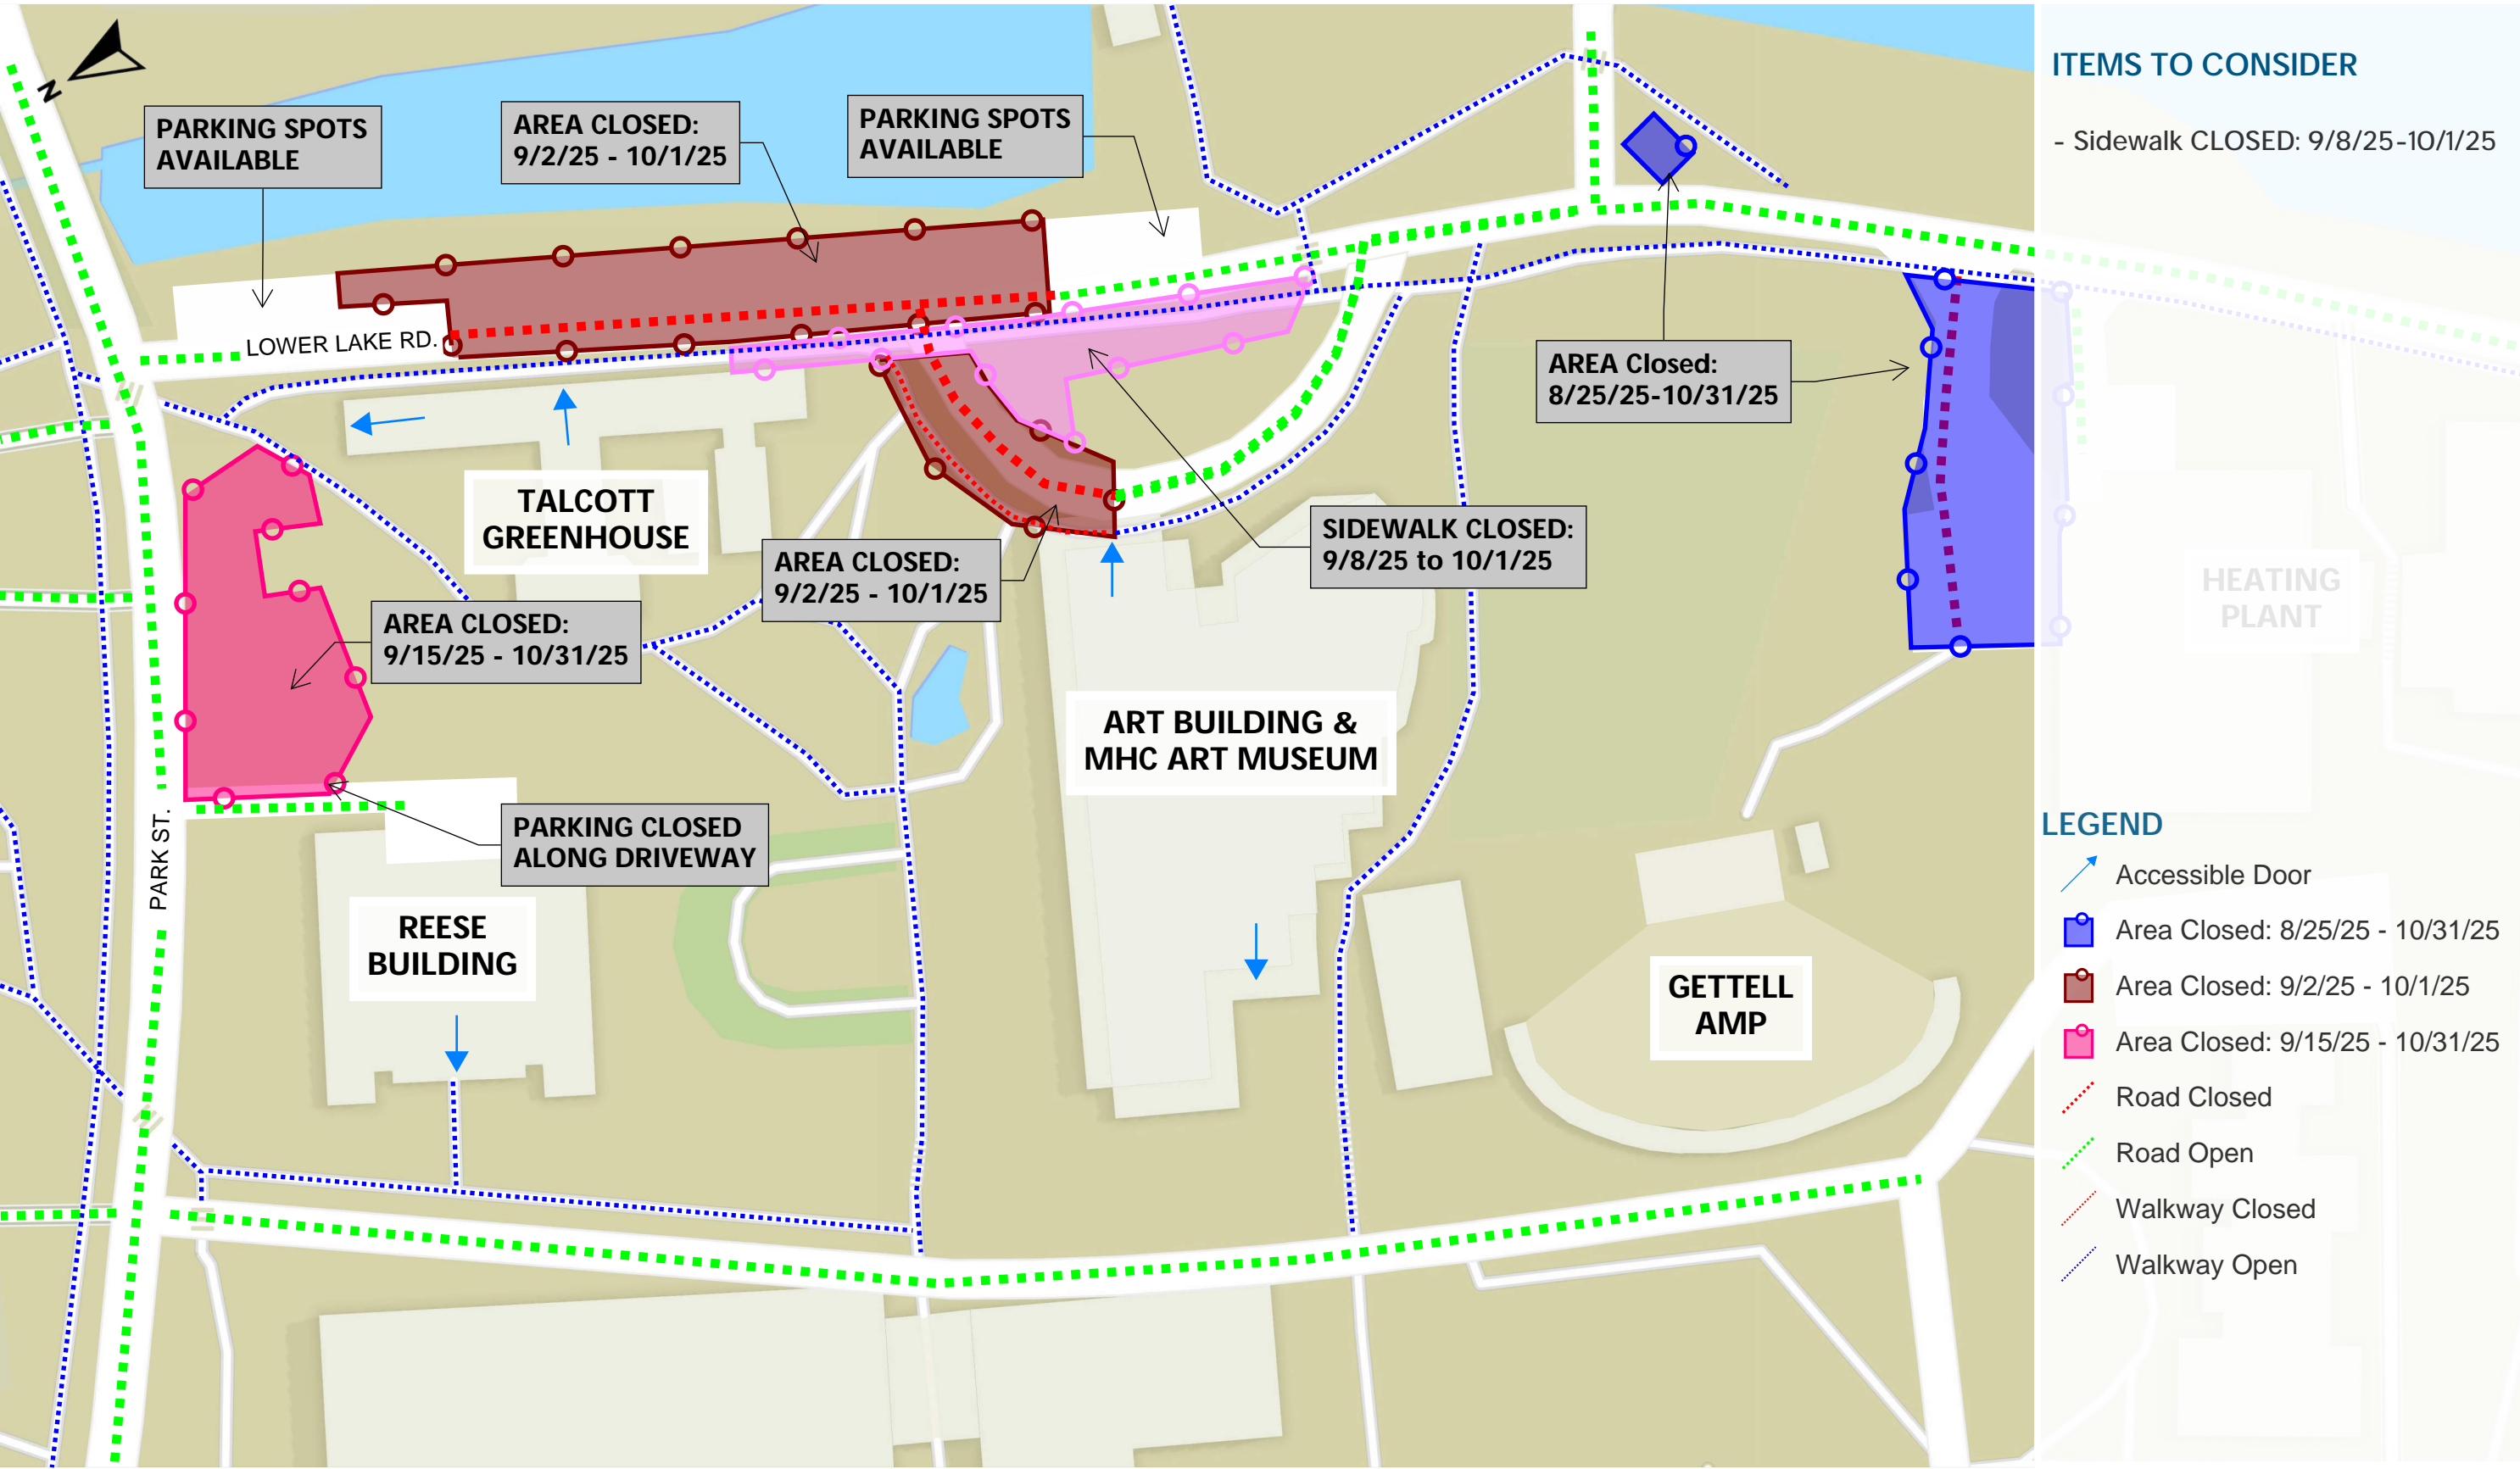 N
PARKING SPOTS
AVAILABLE
AREA CLOSED:
9/2/25 - 10/1/25
PARKING SPOTS
AVAILABLE
ITEMS TO CONSIDER
- Sidewalk CLOSED: 9/8/25-10/1/25
LOWER LAKE RD.
AREA Closed:
8/25/25-10/31/25
TALCOTT
GREENHOUSE
AREA CLOSED:
9/2/25 - 10/1/25
SIDEWALK CLOSED:
9/8/25 to 10/1/25
HEATING
PLANT
AREA CLOSED:
9/15/25 - 10/31/25
ART BUILDING &
MHC ART MUSEUM
PARK ST.
PARKING CLOSED
ALONG DRIVEWAY
REESE
BUILDING
GETTELL
AMP
LEGEND
Accessible Door
Area Closed: 8/25/25 - 10/31/25
Area Closed: 9/2/25 - 10/1/25
Area Closed: 9/15/25 - 10/31/25
Road Closed
Road Open
Walkway Closed
Walkway Open